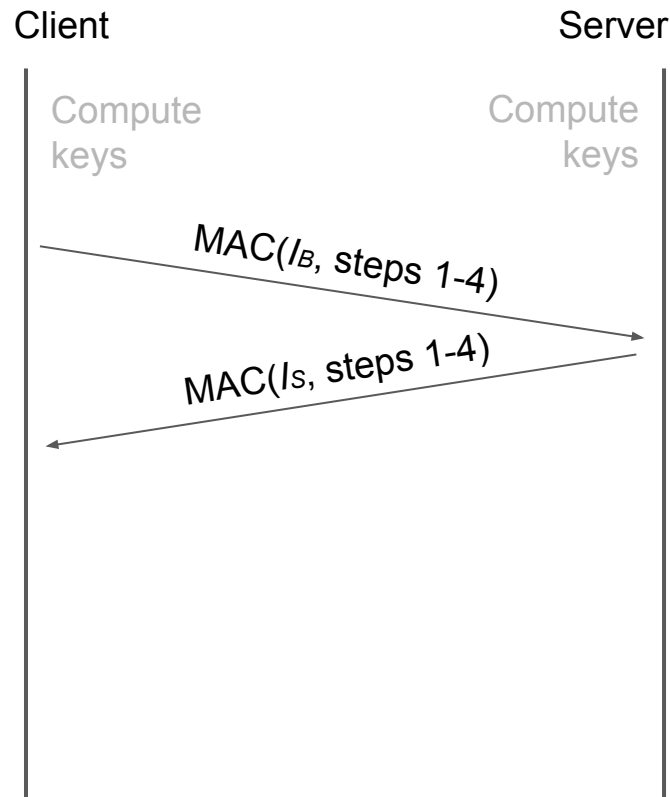 Client
Server
Compute
keys
Compute
keys
MAC(IB, steps 1-4)
MAC(IS, steps 1-4)